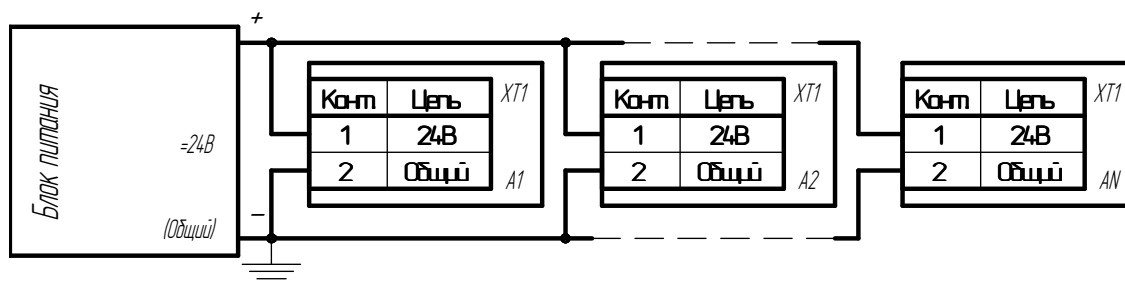 +
Блок питания
=24В
(Общий)
−
Конт. Цепь XT1
1 24В
2 Общий
A1
Конт. Цепь XT1
1 24В
2 Общий
A2
Конт. Цепь XT1
1 24В
2 Общий
AN